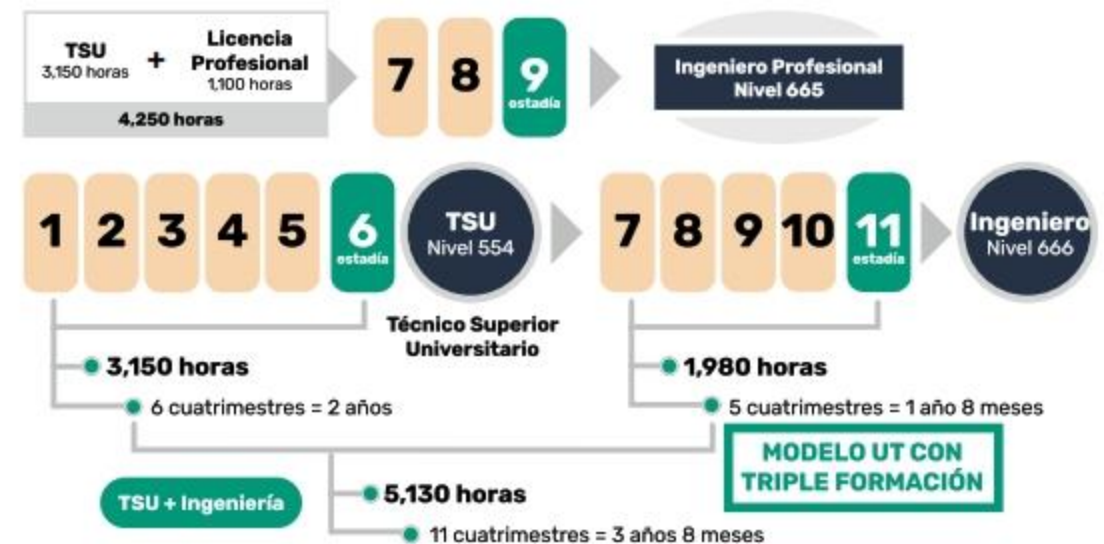 TSU
3,150 horas
+
Licencia
Profesional
1,100 horas
4,250 horas
7
8
9
estadía
Ingeniero Profesional
Nivel 665
1
2
3
4
5
6
estadía
TSU
Nivel 554
7
8
9
10
11
estadía
Ingeniero
Nivel 666
Técnico Superior
Universitario
3,150 horas
6 cuatrimestres = 2 años
1,980 horas
5 cuatrimestres = 1 año 8 meses
MODELO UT CON
TRIPLE FORMACIÓN
TSU + Ingeniería
5,130 horas
11 cuatrimestres = 3 años 8 meses